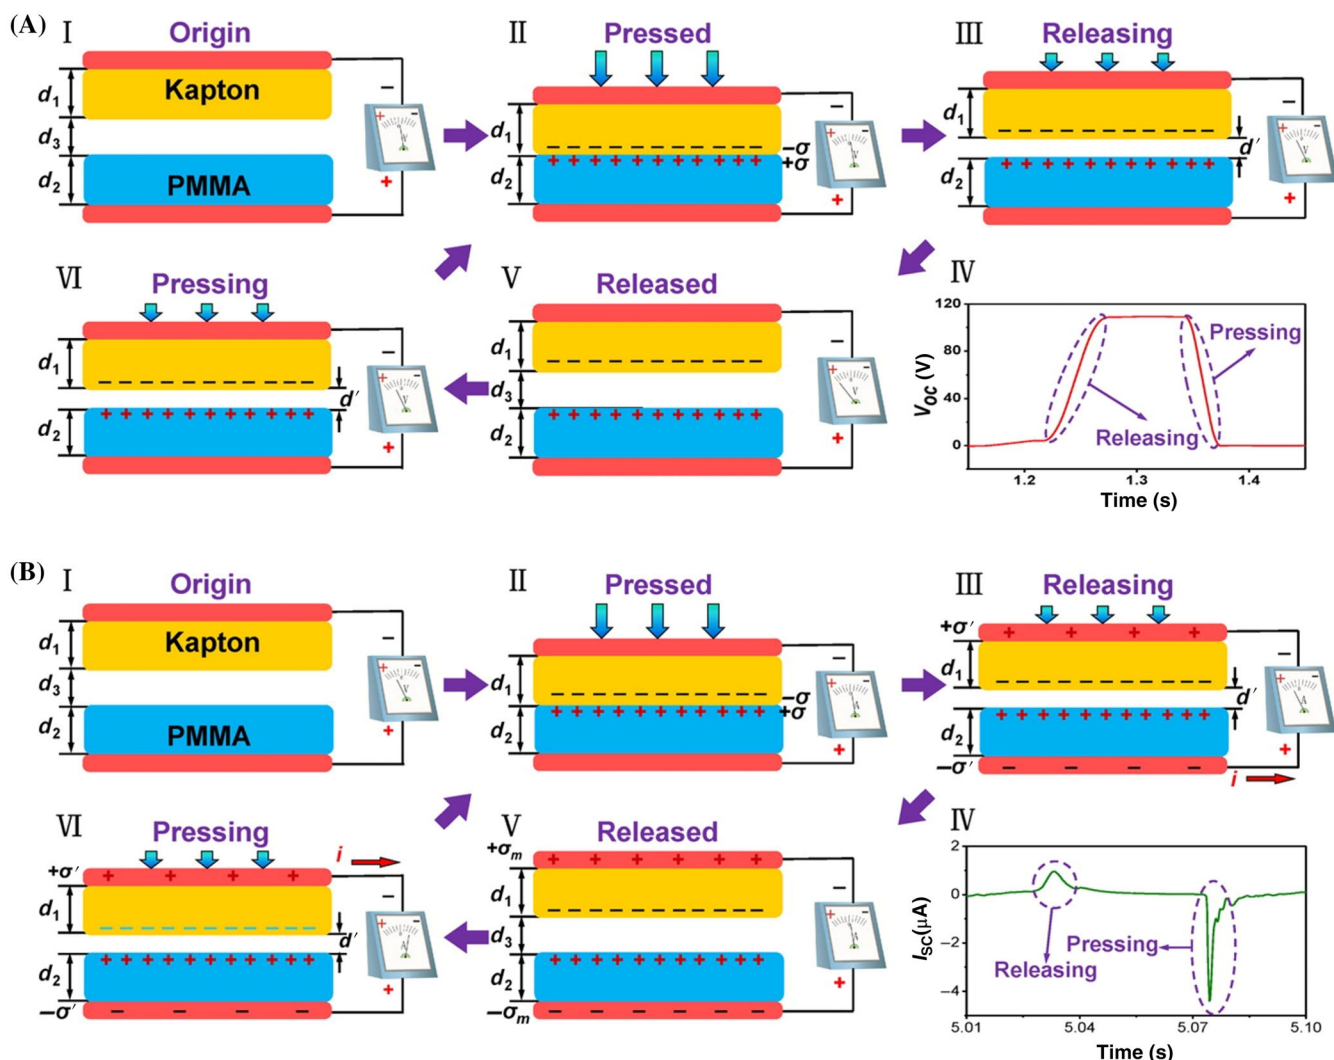 (A)
I Origin
Kapton
PMMA
d1
d3
d2
−
+
II Pressed
d1
d2
−σ
+σ
−
+
III Releasing
d1
d2
d′
−
+
VI Pressing
d1
d2
d′
−
+
V Released
d1
d3
d2
−
+
IV
VOC (V)
120
80
40
0
Pressing
Releasing
1.2 1.3 1.4
Time (s)
(B)
I Origin
Kapton
PMMA
d1
d3
d2
−
+
II Pressed
d1
d2
−σ
+σ
−
+
III Releasing
+σ′
d1
d2
d′
−σ′
−
+
i
VI Pressing
+σ′
i
d1
d2
d′
−σ′
−
+
V Released
+σm
d1
d3
d2
−σm
−
+
IV
ISC(μA)
2
0
−2
−4
Pressing
Releasing
5.01 5.04 5.07 5.10
Time (s)